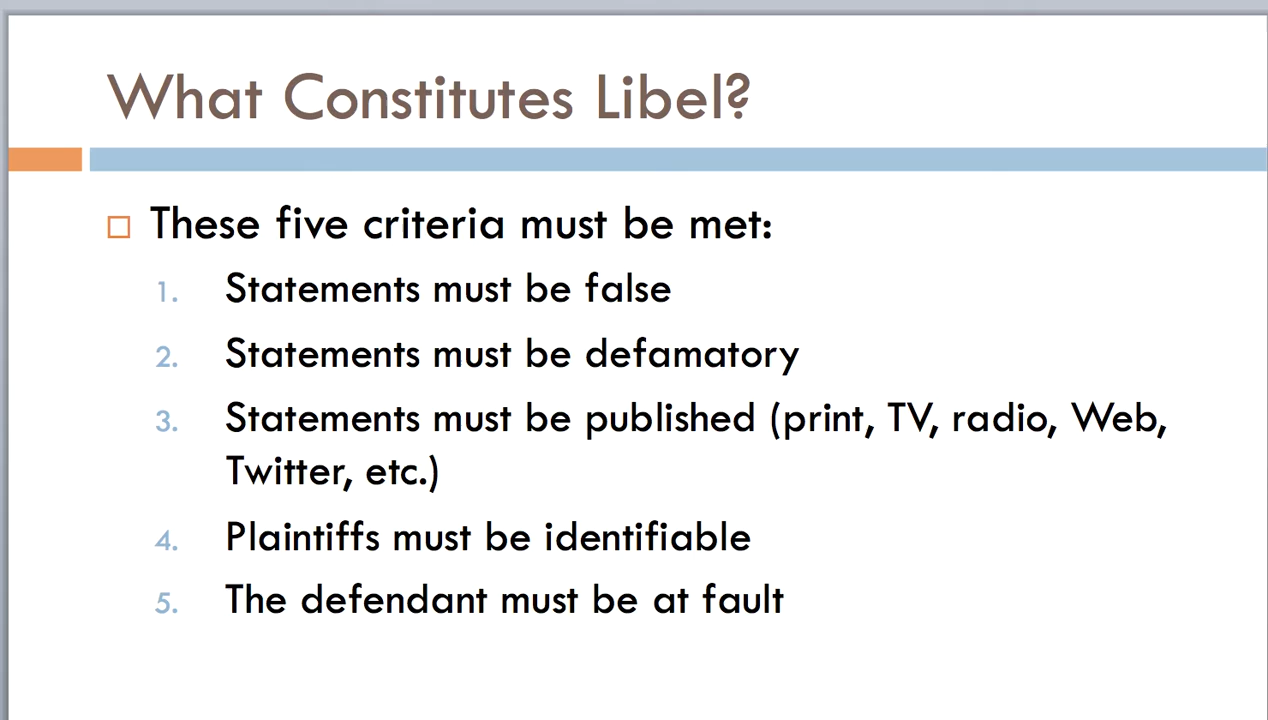 What Constitutes Libel?
These five criteria must be met:
1. Statements must be false
2. Statements must be defamatory
3. Statements must be published (print, TV, radio, Web,
Twitter, etc.)
4. Plaintiffs must be identifiable
5. The defendant must be at fault